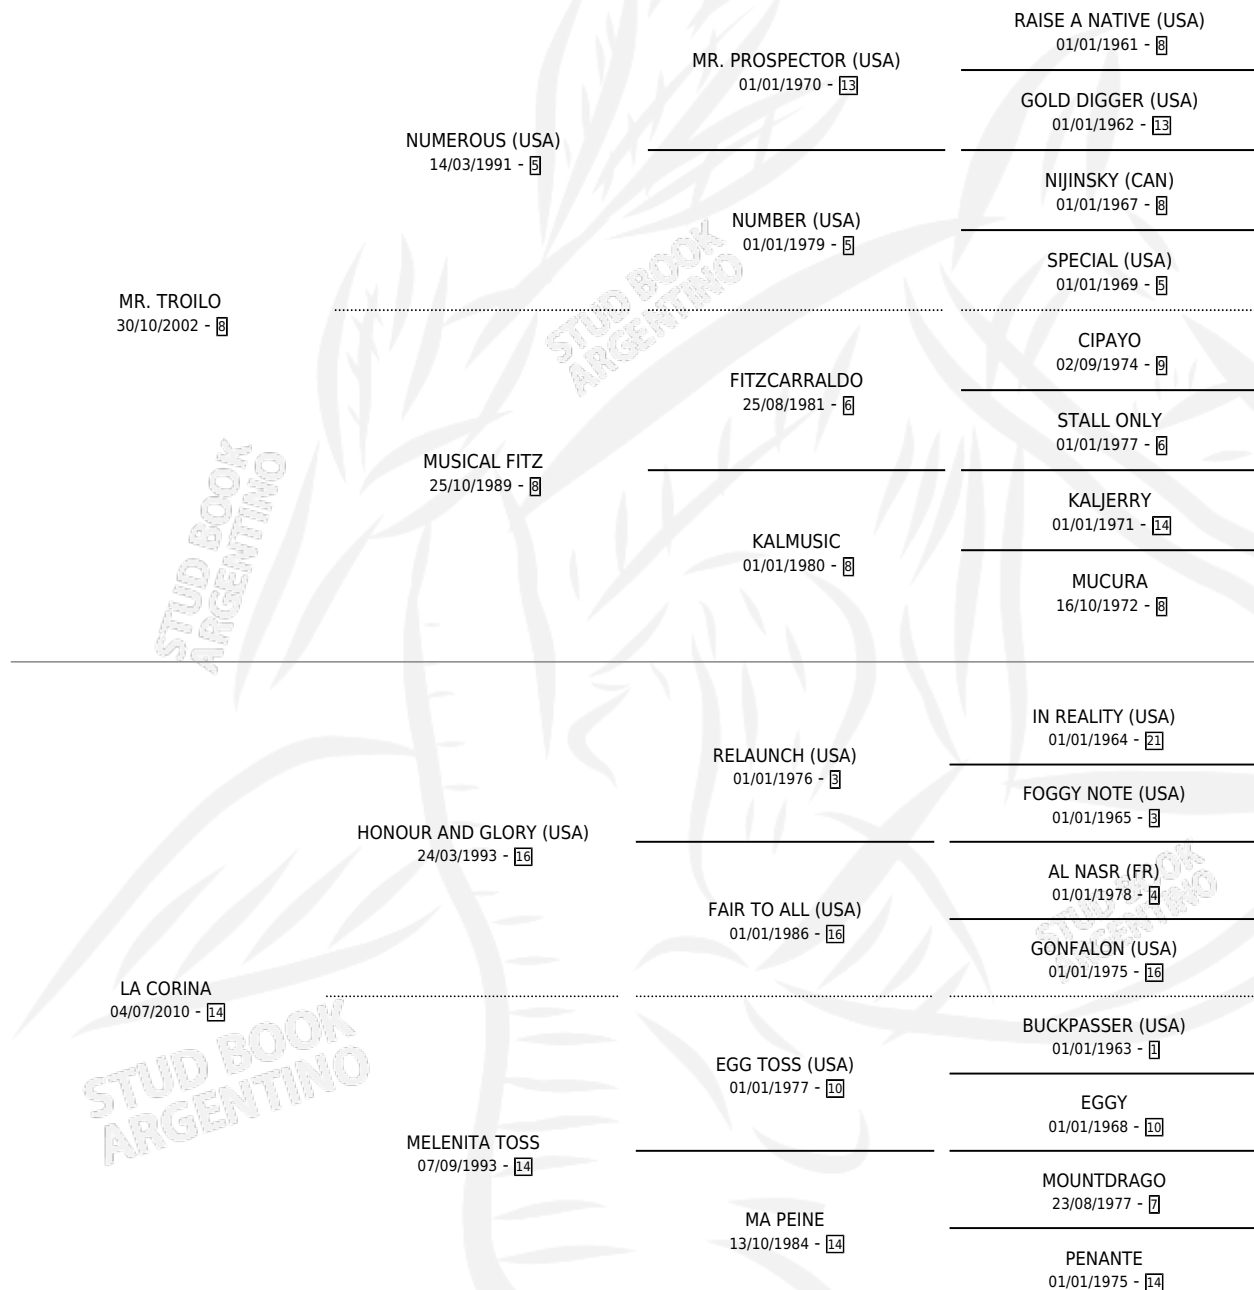 RAISE A NATIVE (USA)
01/01/1961 - 8
MR. PROSPECTOR (USA)
01/01/1970 - 13
GOLD DIGGER (USA)
01/01/1962 - 13
NUMEROUS (USA)
14/03/1991 - 5
NIJINSKY (CAN)
01/01/1967 - 8
NUMBER (USA)
01/01/1979 - 5
SPECIAL (USA)
01/01/1969 - 5
MR. TROILO
30/10/2002 - 8
CIPAYO
02/09/1974 - 9
FITZCARRALDO
25/08/1981 - 6
STALL ONLY
01/01/1977 - 6
MUSICAL FITZ
25/10/1989 - 8
KALJERRY
01/01/1971 - 14
KALMUSIC
01/01/1980 - 8
MUCURA
16/10/1972 - 8
IN REALITY (USA)
01/01/1964 - 21
RELAUNCH (USA)
01/01/1976 - 3
FOGGY NOTE (USA)
01/01/1965 - 3
HONOUR AND GLORY (USA)
24/03/1993 - 16
AL NASR (FR)
01/01/1978 - 4
FAIR TO ALL (USA)
01/01/1986 - 16
GONFALON (USA)
01/01/1975 - 16
LA CORINA
04/07/2010 - 14
BUCKPASSER (USA)
01/01/1963 - 1
EGG TOSS (USA)
01/01/1977 - 10
EGGY
01/01/1968 - 10
MELENITA TOSS
07/09/1993 - 14
MOUNTDRAGO
23/08/1977 - 7
MA PEINE
13/10/1984 - 14
PENANTE
01/01/1975 - 14
STUD BOOK
ARGENTINO
STUD BOOK
ARGENTINO
STUD BOOK
ARGENTINO
STUD BOOK
ARGENTINO